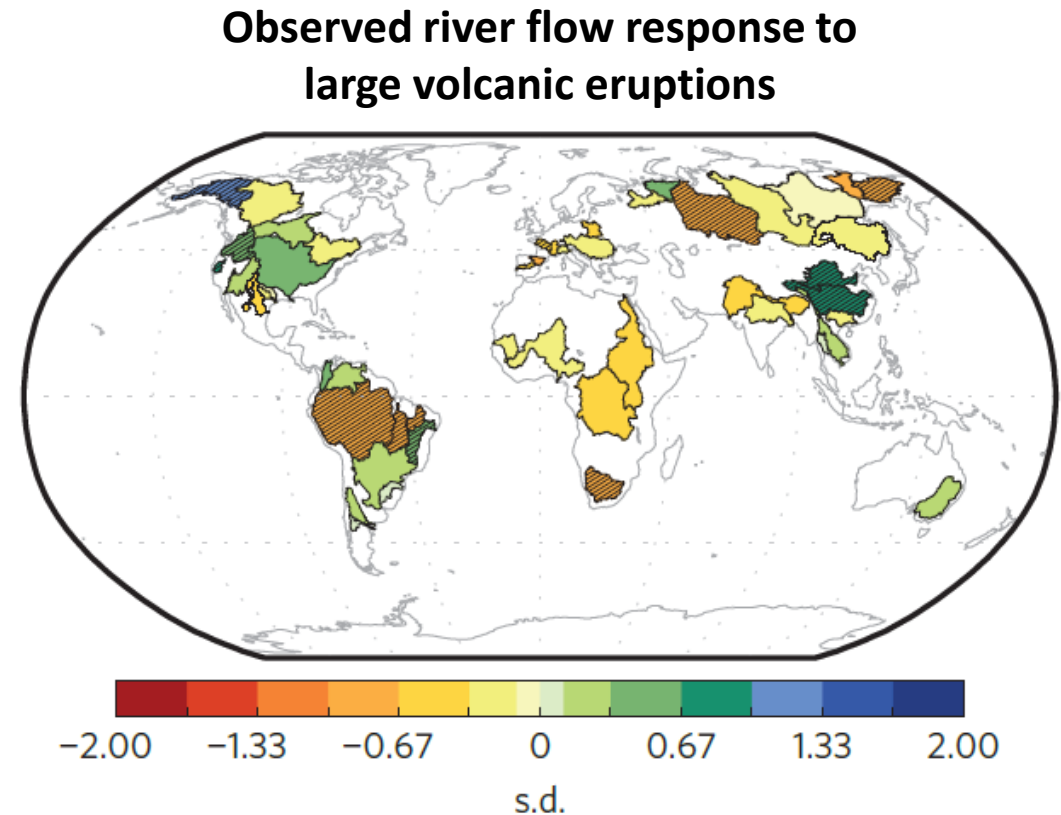 Observed river flow response to
large volcanic eruptions
−2.00 −1.33 −0.67 0 0.67 1.33 2.00
s.d.